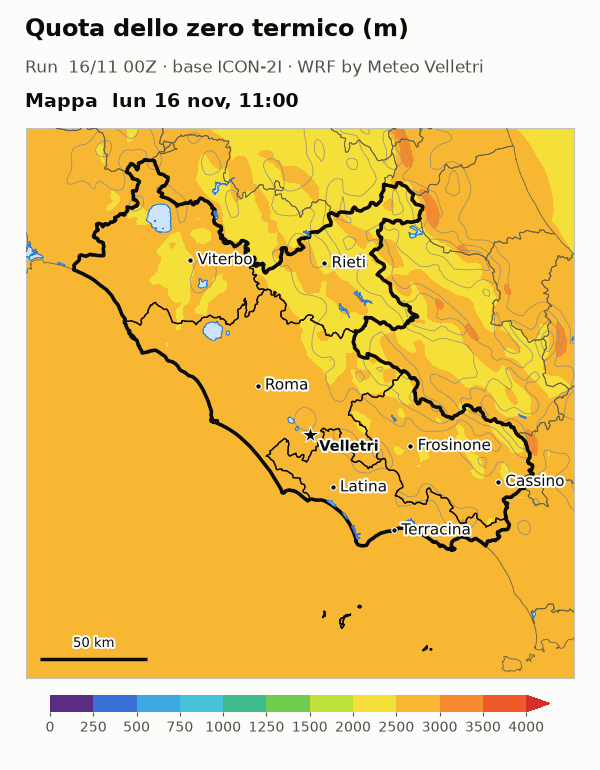 Quota dello zero termico (m)
Run  16/11 00Z · base ICON-2I · WRF by Meteo Velletri
Mappa  lun 16 nov, 11:00
Viterbo
Rieti
Roma
Velletri
Frosinone
Cassino
Latina
Terracina
50 km
0 250 500 750 1000 1250 1500 2000 2500 3000 3500 4000